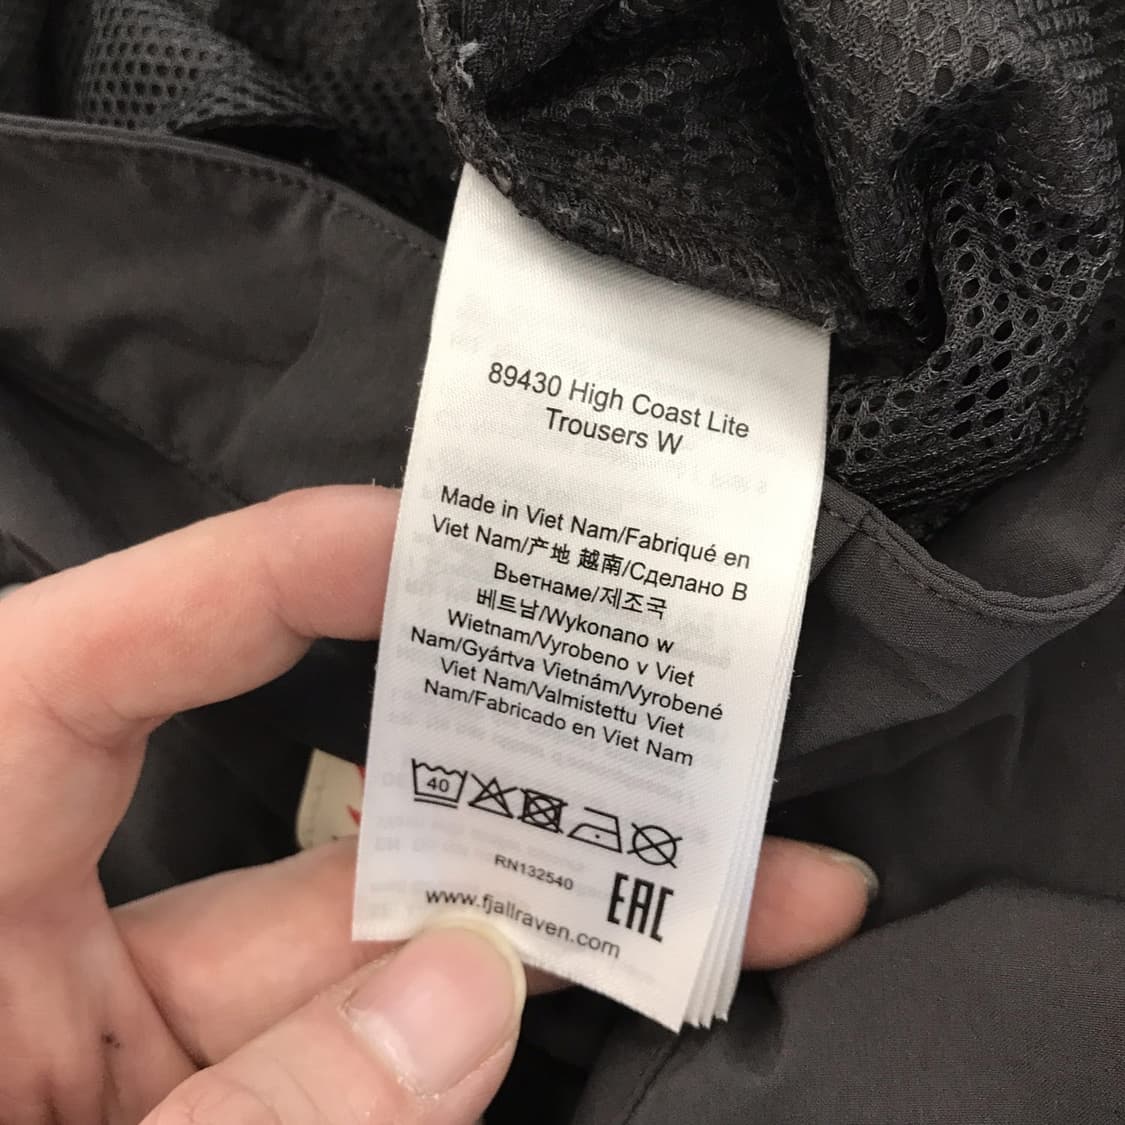 89430 High Coast Lite
Trousers W
Made in Viet Nam/Fabriqué en
Viet Nam/产地 越南/Сделано В
Вьетнаме/제조국
베트남/Wykonano w
Wietnam/Vyrobeno v Viet
Nam/Gyártva Vietnám/Vyrobené
Viet Nam/Valmistettu Viet
Nam/Fabricado en Viet Nam
40
RN132540
EAC
www.fjallraven.com